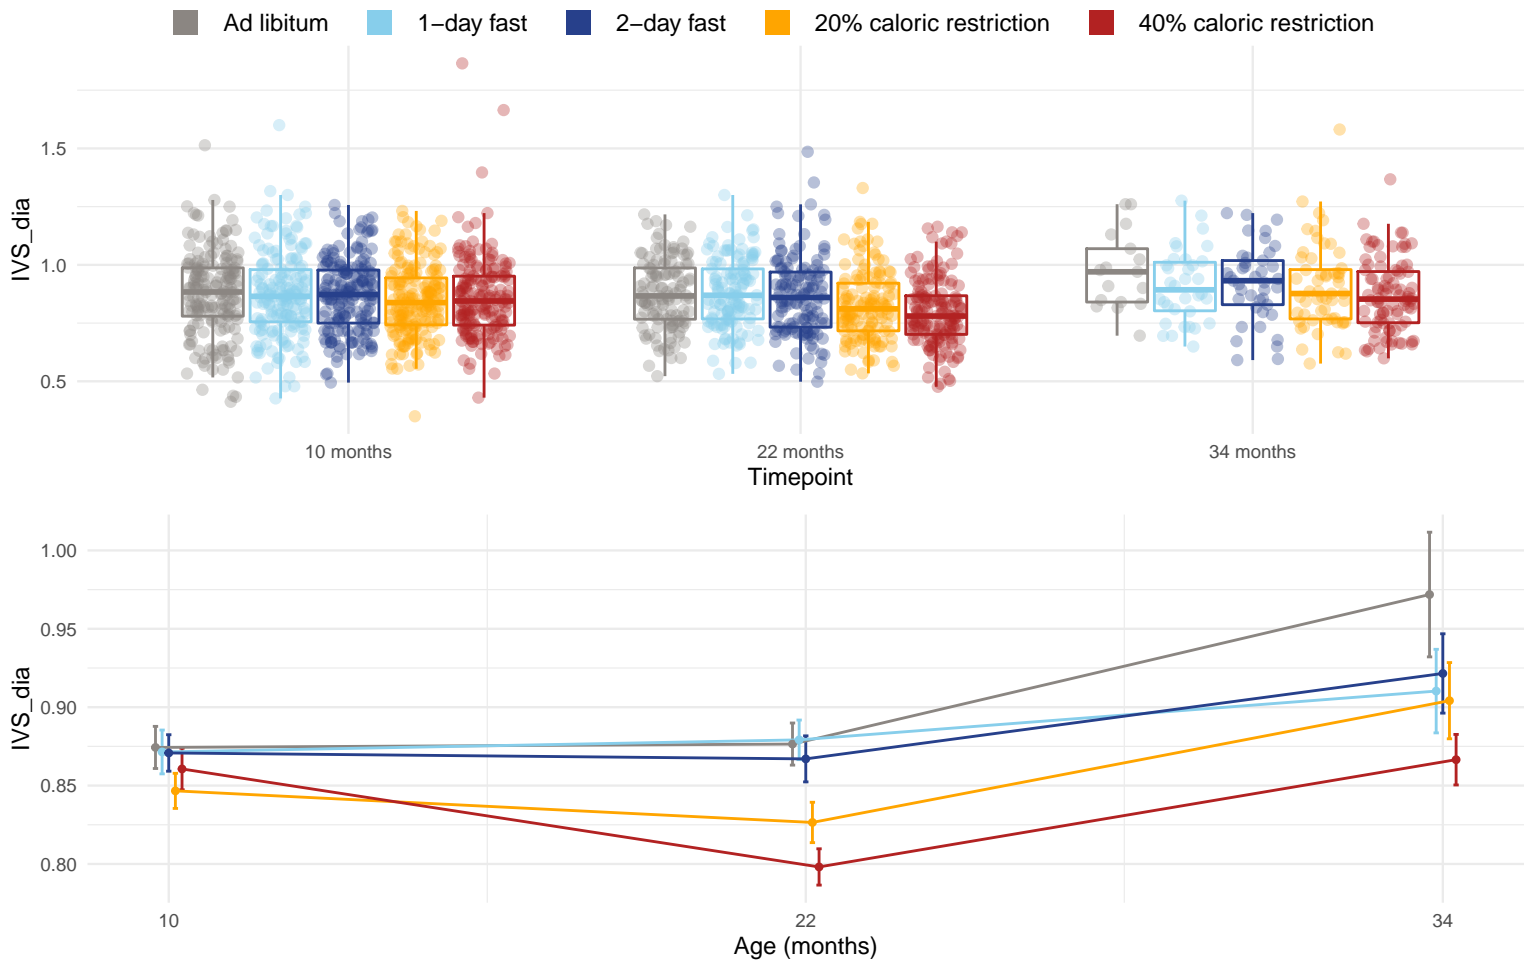 Ad libitum 1−day fast 2−day fast 20% caloric restriction 40% caloric restriction
IVS_dia
1.5
1.0
0.5
10 months 22 months 34 months
Timepoint
IVS_dia
1.00
0.95
0.90
0.85
0.80
10 22 34
Age (months)